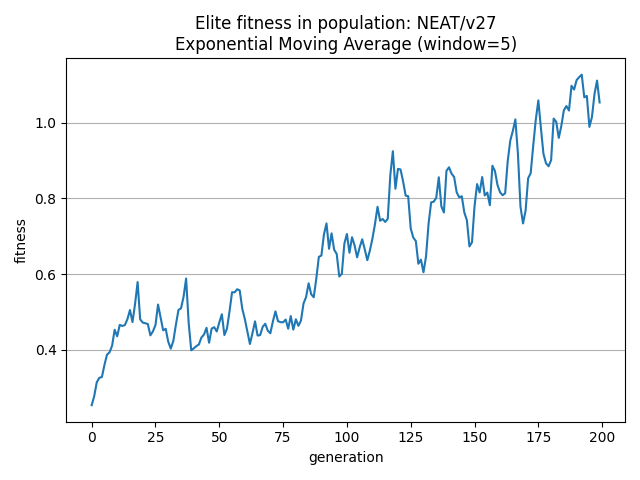 Elite fitness in population: NEAT/v27
Exponential Moving Average (window=5)
fitness
1.0
0.8
0.6
0.4
0 25 50 75 100 125 150 175 200
generation